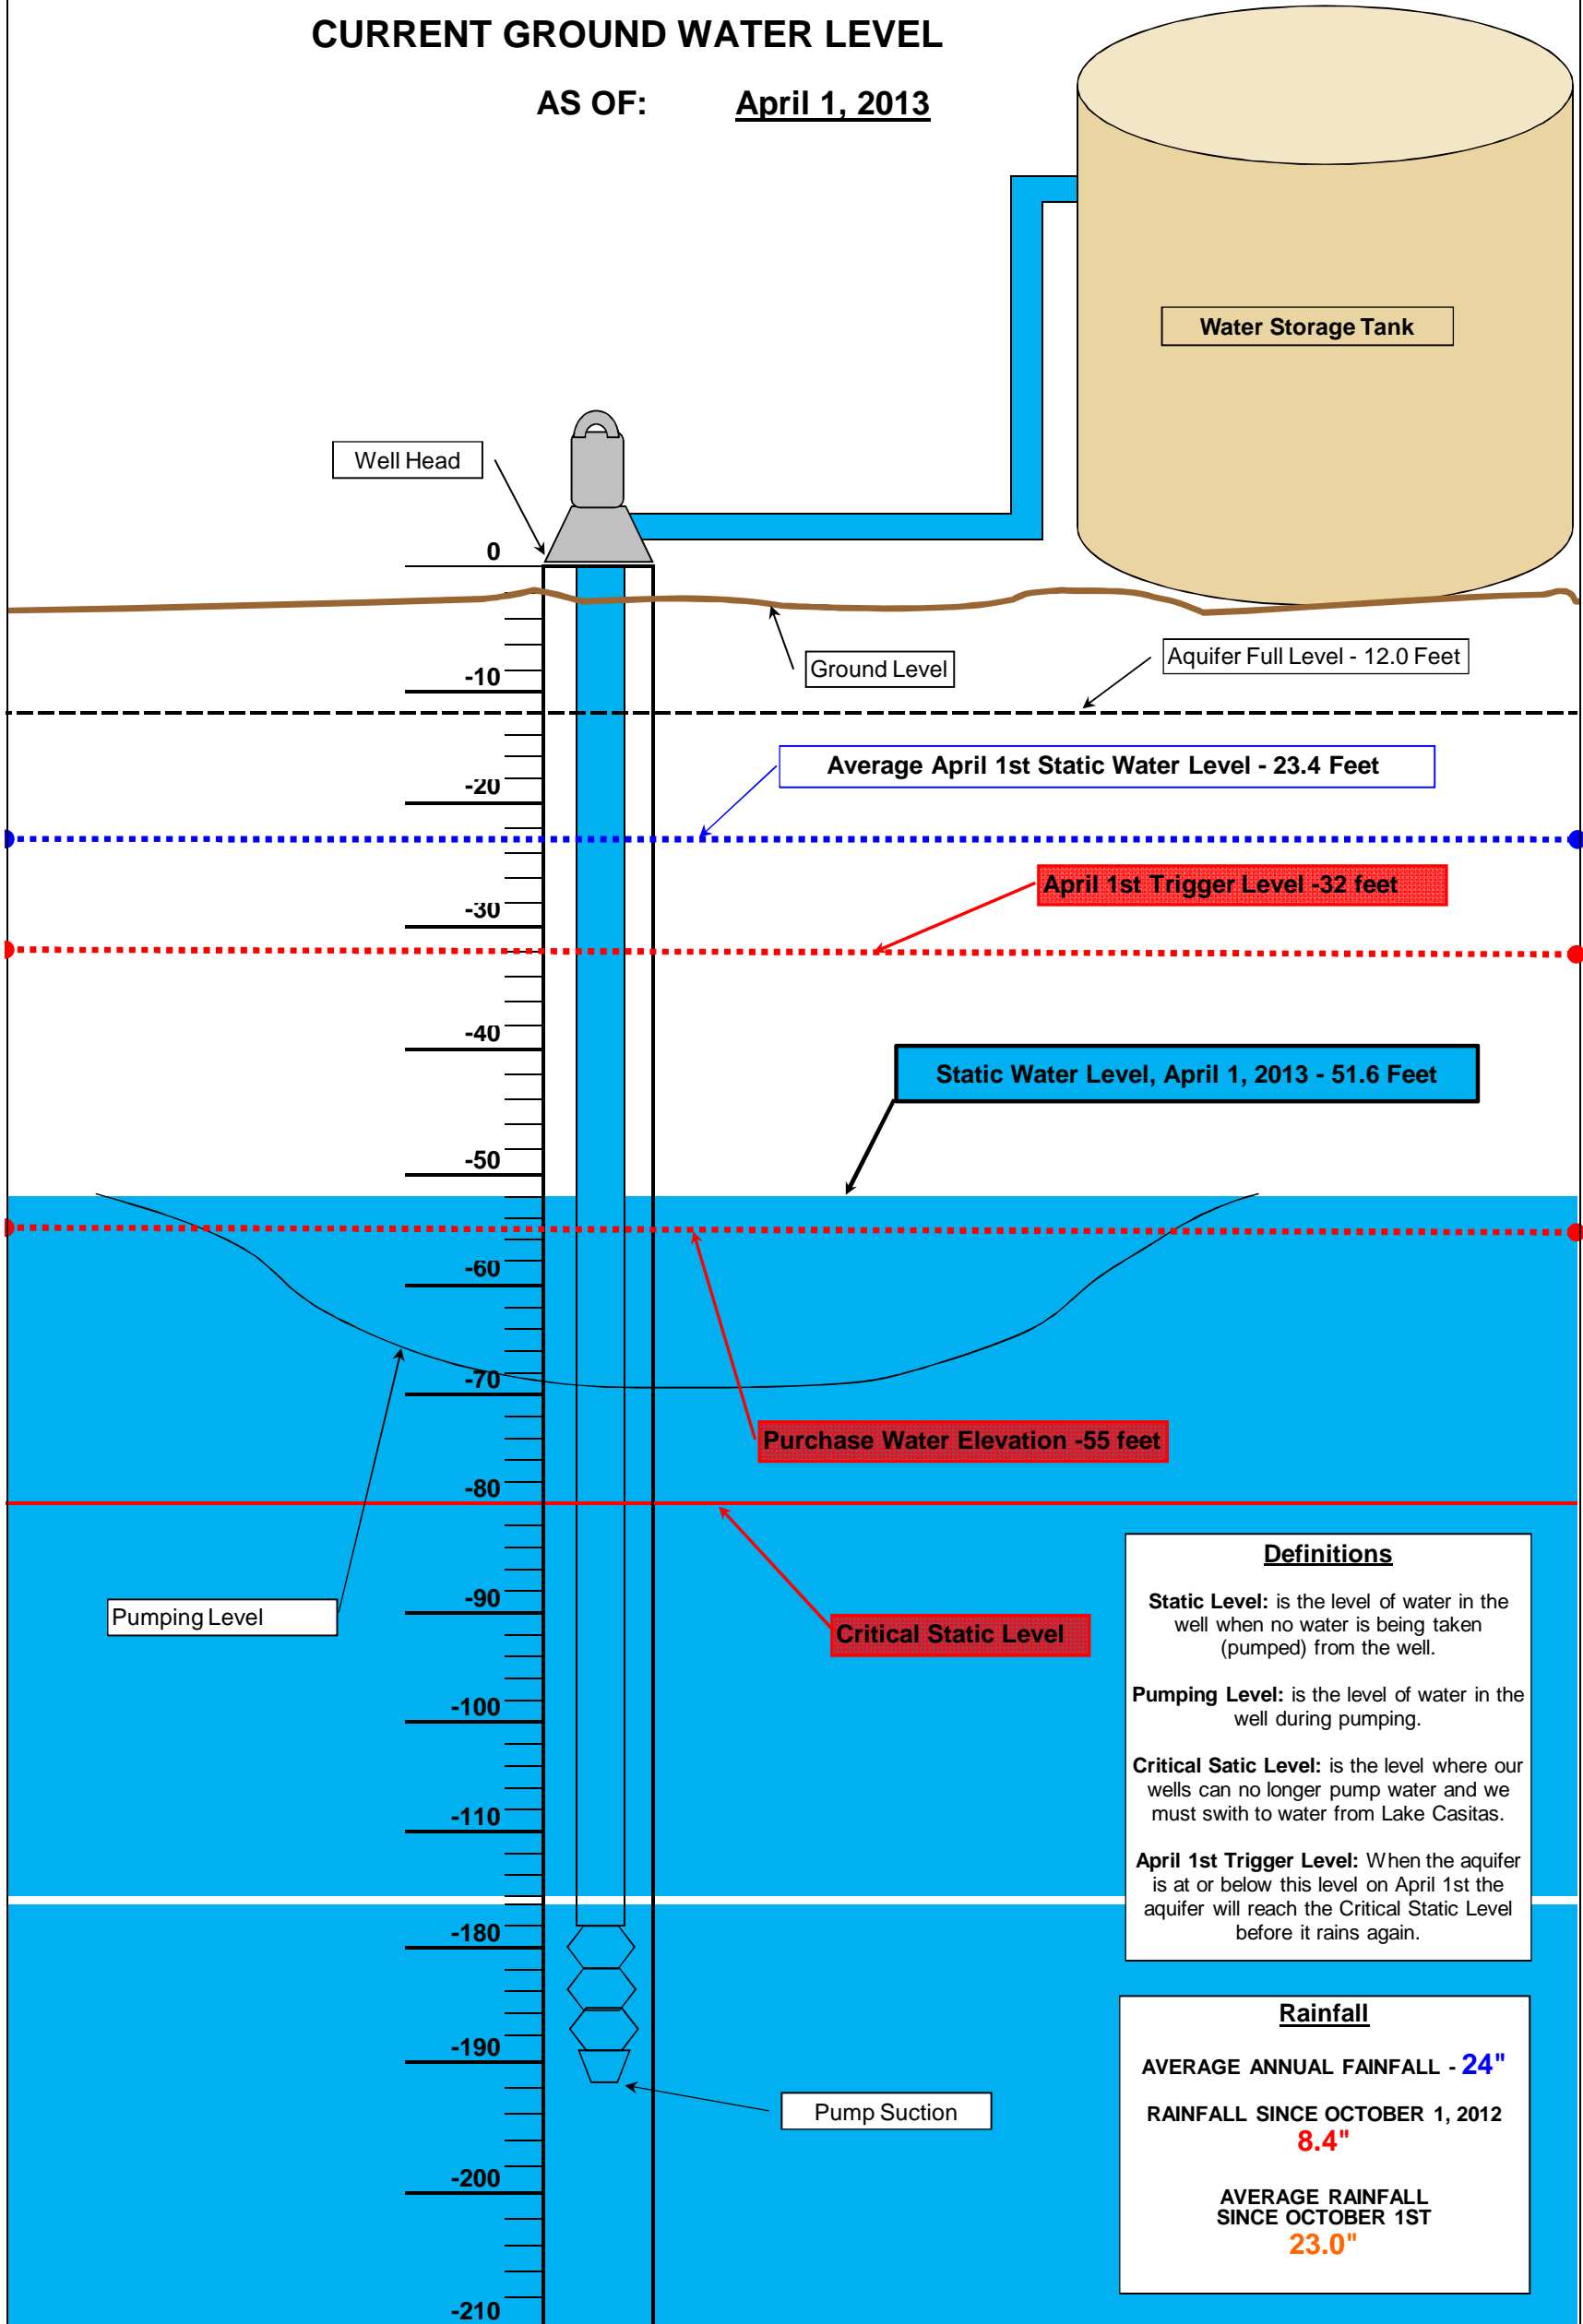 CURRENT GROUND WATER LEVEL
AS OF: April 1, 2013
Water Storage Tank
Well Head
0
Ground Level
Aquifer Full Level - 12.0 Feet
-10
Average April 1st Static Water Level - 23.4 Feet
-20
April 1st Trigger Level -32 feet
-30
-40
Static Water Level, April 1, 2013 - 51.6 Feet
-50
-60
-70
Purchase Water Elevation -55 feet
-80
-90
Pumping Level
Critical Static Level
-100
-110
-180
-190
Pump Suction
-200
-210
Definitions
Static Level: is the level of water in the
well when no water is being taken
(pumped) from the well.
Pumping Level: is the level of water in the
well during pumping.
Critical Satic Level: is the level where our
wells can no longer pump water and we
must swith to water from Lake Casitas.
April 1st Trigger Level: When the aquifer
is at or below this level on April 1st the
aquifer will reach the Critical Static Level
before it rains again.
Rainfall
AVERAGE ANNUAL FAINFALL - 24"
RAINFALL SINCE OCTOBER 1, 2012
8.4"
AVERAGE RAINFALL
SINCE OCTOBER 1ST
23.0"